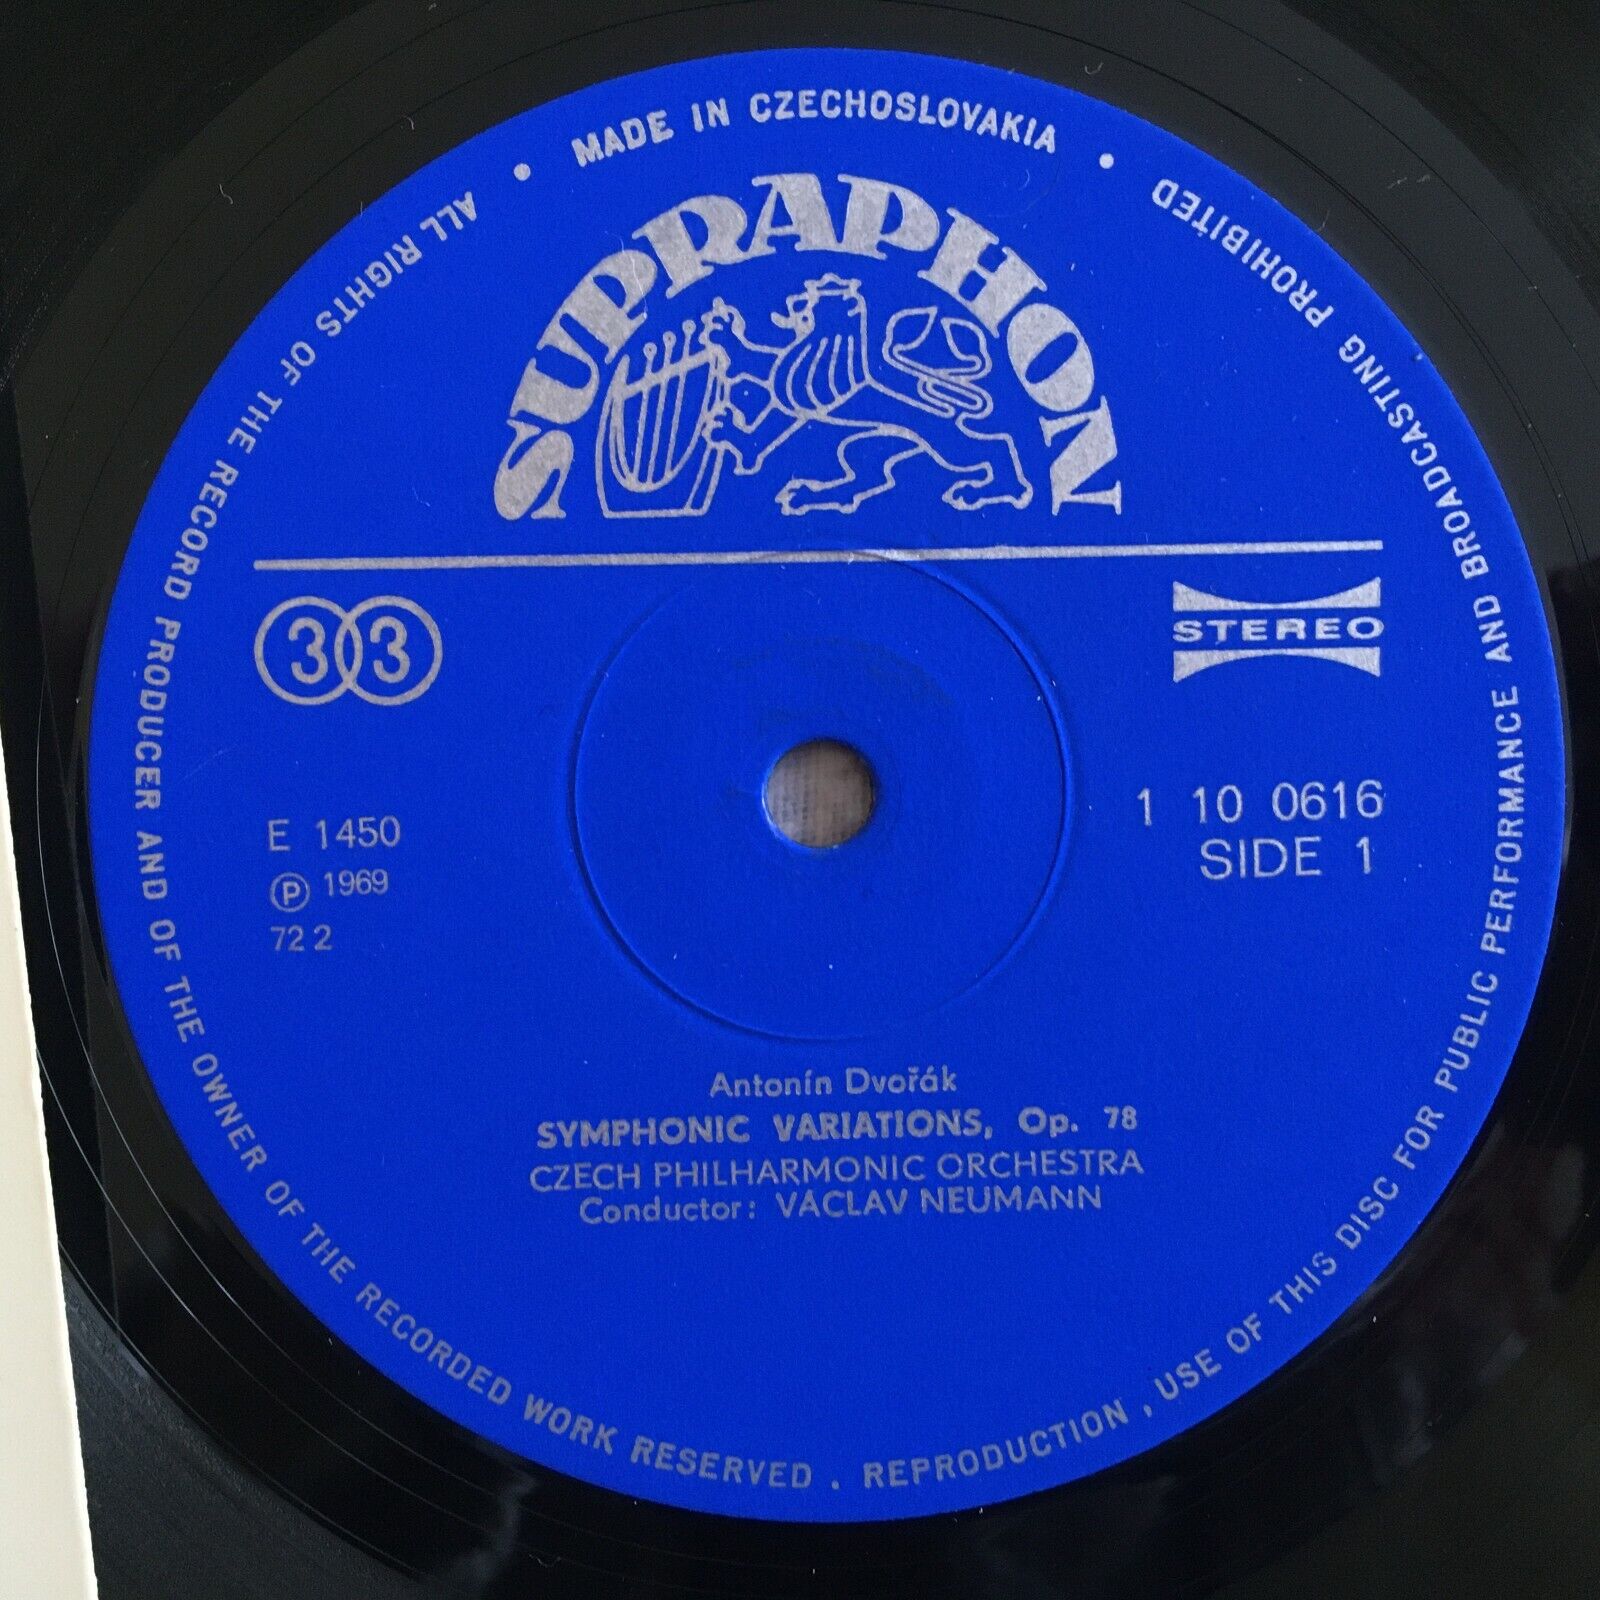 MADE IN CZECHOSLOVAKIA
SUPRAPHON
33
STEREO
E 1450
Ⓟ 1969
72 2
1 10 0616
SIDE 1
Antonín Dvořák
SYMPHONIC VARIATIONS, Op. 78
CZECH PHILHARMONIC ORCHESTRA
Conductor: VÁCLAV NEUMANN
ALL RIGHTS OF THE RECORD PRODUCER AND OF THE OWNER OF THE RECORDED WORK RESERVED . REPRODUCTION , USE OF THIS DISC FOR PUBLIC PERFORMANCE AND BROADCASTING PROHIBITED